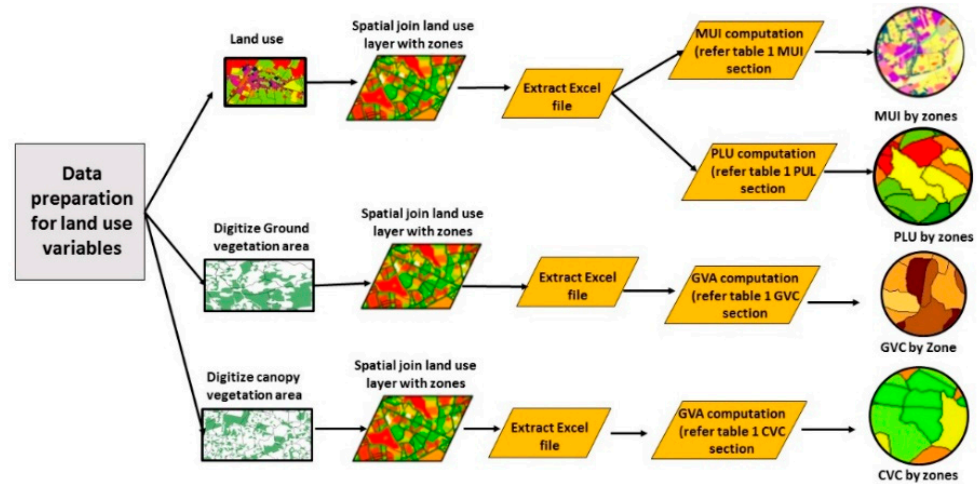 Data
preparation
for land use
variables
Land use
Spatial join land use
layer with zones
Extract Excel
file
MUI computation
(refer table 1 MUI
section
MUI by zones
PLU computation
(refer table 1 PUL
section
PLU by zones
Digitize Ground
vegetation area
Spatial join land use
layer with zones
Extract Excel
file
GVA computation
(refer table 1 GVC
section
GVC by Zone
Digitize canopy
vegetation area
Spatial join land use
layer with zones
Extract Excel
file
GVA computation
(refer table 1 CVC
section
CVC by zones